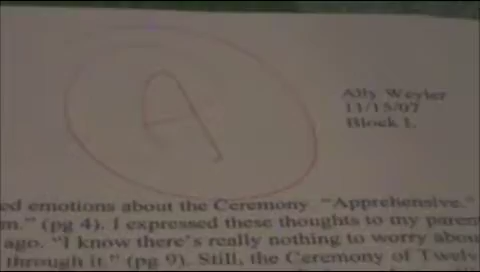 A
Ally Weyler
11/15/07
Block L
ed emotions about the Ceremony. "Apprehensive."
m." (pg 4). I expressed these thoughts to my paren
ago. "I know there's really nothing to worry abou
through it." (pg 9). Still, the Ceremony of Twelv